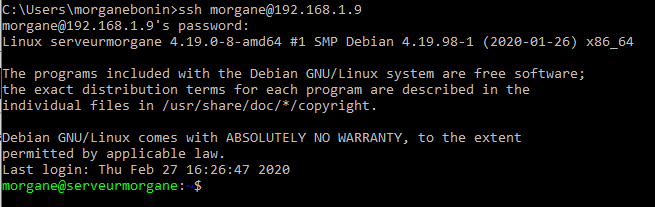 C:\Users\morganebonin>ssh morgane@192.168.1.9
morgane@192.168.1.9's password:
Linux serveurmorgane 4.19.0-8-amd64 #1 SMP Debian 4.19.98-1 (2020-01-26) x86_64
The programs included with the Debian GNU/Linux system are free software;
the exact distribution terms for each program are described in the
individual files in /usr/share/doc/*/copyright.
Debian GNU/Linux comes with ABSOLUTELY NO WARRANTY, to the extent
permitted by applicable law.
Last login: Thu Feb 27 16:26:47 2020
morgane@serveurmorgane:~$